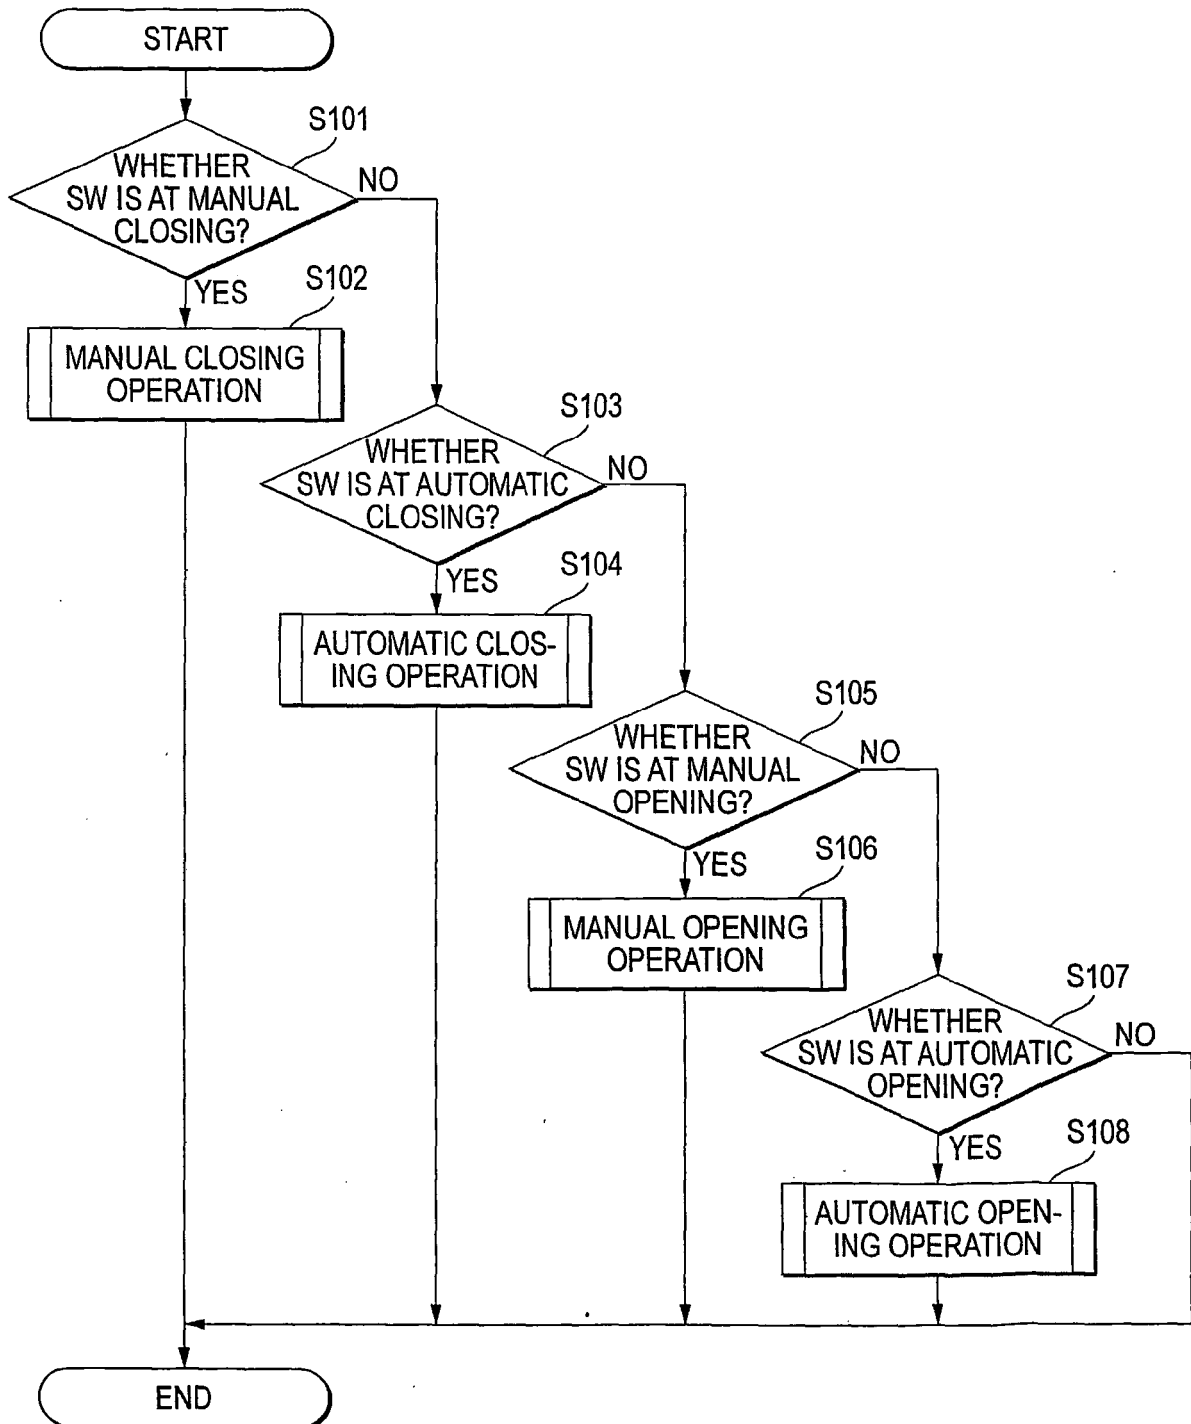 START
S101
WHETHER
SW IS AT MANUAL
CLOSING?
NO
YES
S102
MANUAL CLOSING
OPERATION
S103
WHETHER
SW IS AT AUTOMATIC
CLOSING?
NO
YES
S104
AUTOMATIC CLOS-
ING OPERATION
S105
WHETHER
SW IS AT MANUAL
OPENING?
NO
YES
S106
MANUAL OPENING
OPERATION
S107
WHETHER
SW IS AT AUTOMATIC
OPENING?
NO
YES
S108
AUTOMATIC OPEN-
ING OPERATION
END